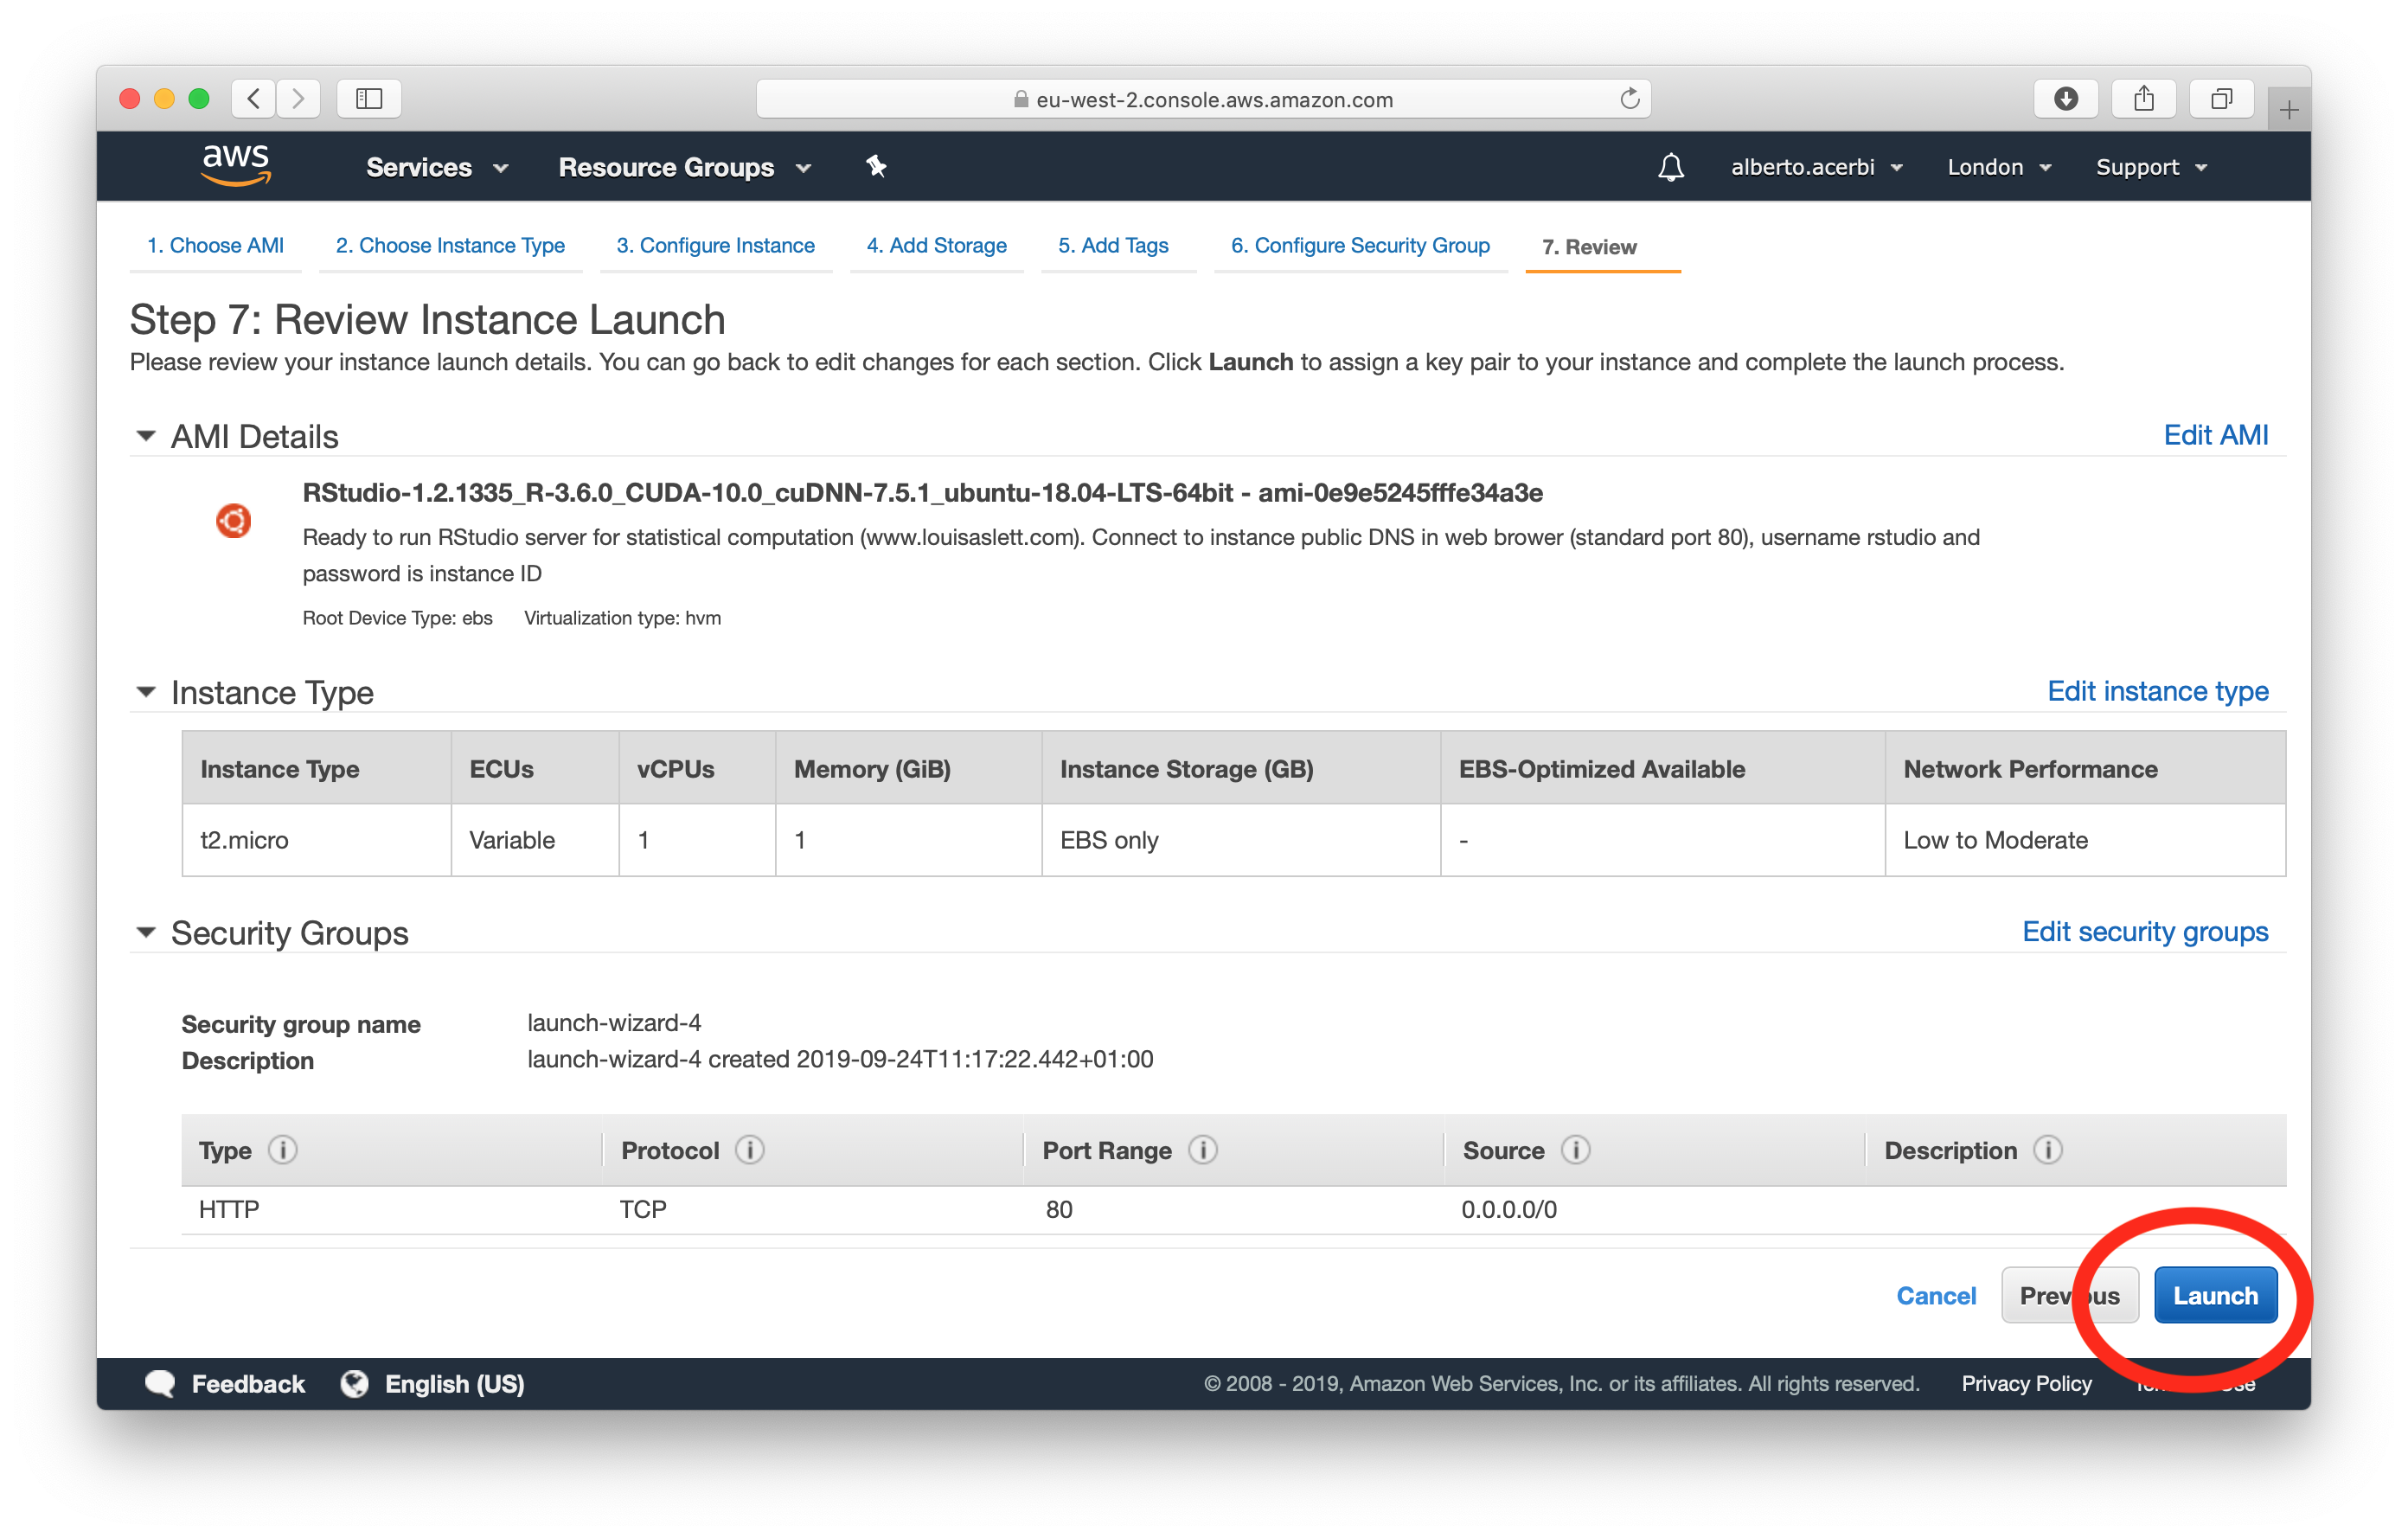 eu-west-2.console.aws.amazon.com
aws Services Resource Groups alberto.acerbi London Support
1. Choose AMI 2. Choose Instance Type 3. Configure Instance 4. Add Storage 5. Add Tags 6. Configure Security Group 7. Review
Step 7: Review Instance Launch
Please review your instance launch details. You can go back to edit changes for each section. Click Launch to assign a key pair to your instance and complete the launch process.
AMI Details Edit AMI
RStudio-1.2.1335_R-3.6.0_CUDA-10.0_cuDNN-7.5.1_ubuntu-18.04-LTS-64bit - ami-0e9e5245fffe34a3e
Ready to run RStudio server for statistical computation (www.louisaslett.com). Connect to instance public DNS in web brower (standard port 80), username rstudio and
password is instance ID
Root Device Type: ebs Virtualization type: hvm
Instance Type Edit instance type
Instance Type ECUs vCPUs Memory (GiB) Instance Storage (GB) EBS-Optimized Available Network Performance
t2.micro Variable 1 1 EBS only - Low to Moderate
Security Groups Edit security groups
Security group name launch-wizard-4
Description launch-wizard-4 created 2019-09-24T11:17:22.442+01:00
Type Protocol Port Range Source Description
HTTP TCP 80 0.0.0.0/0
Cancel Previous Launch
Feedback English (US) © 2008 - 2019, Amazon Web Services, Inc. or its affiliates. All rights reserved. Privacy Policy